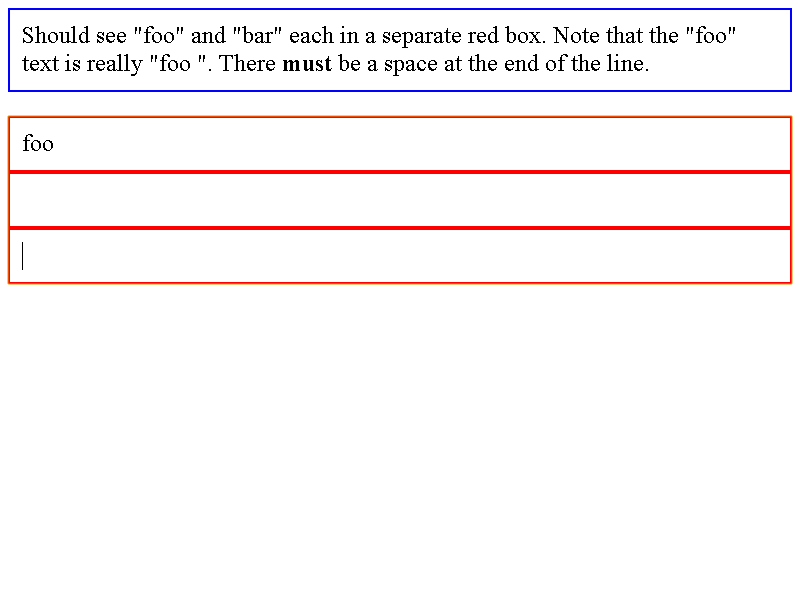 Should see "foo" and "bar" each in a separate red box. Note that the "foo"
text is really "foo ". There must be a space at the end of the line.
foo